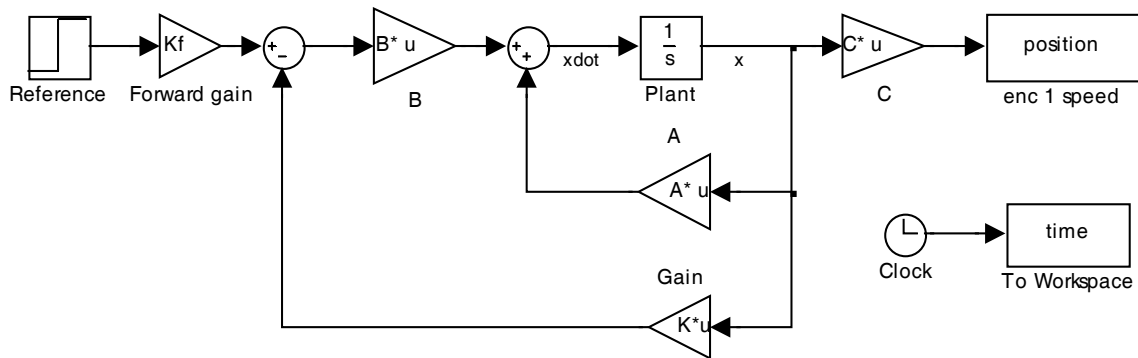 Kf
B* u
1
s
C* u
position
+
−
+
+
xdot
x
Reference
Forward gain
B
Plant
C
enc 1 speed
A
A* u
time
Clock
To Workspace
Gain
K*u